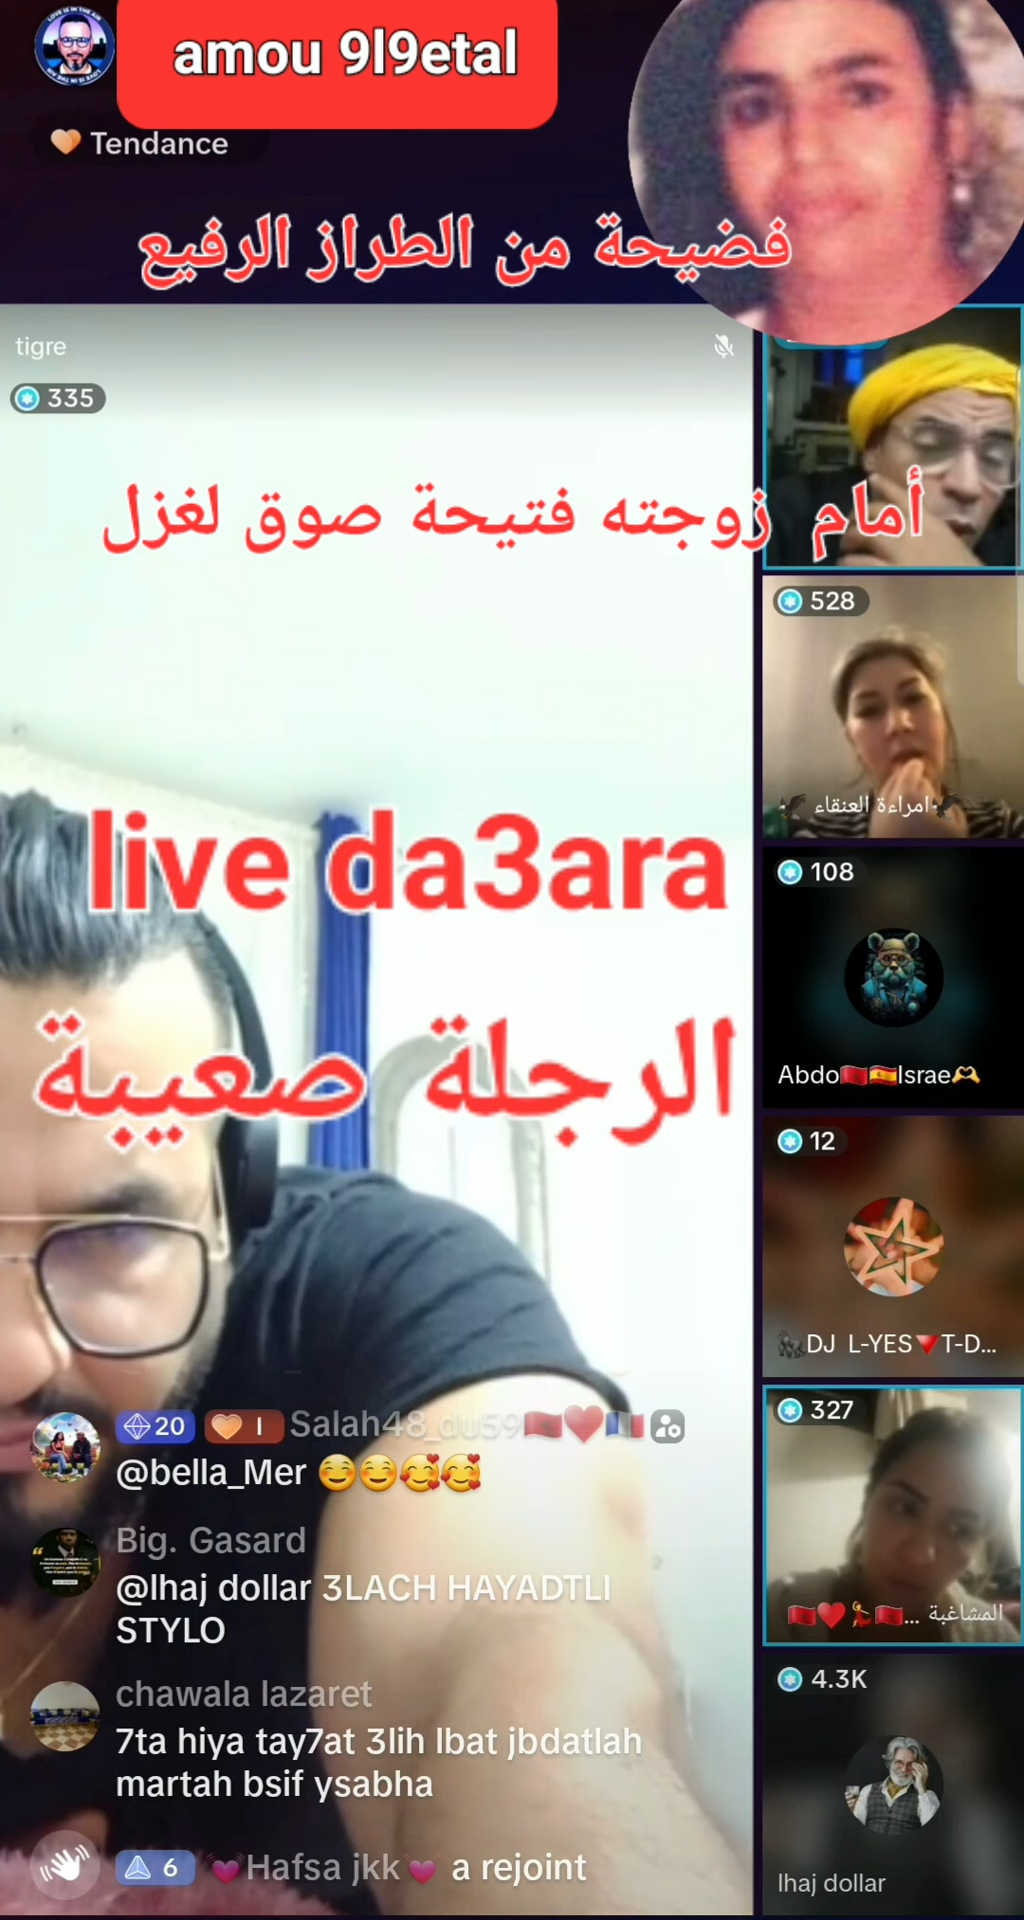 amou 9l9etal
Tendance
فضيحة من الطراز الرفيع
tigre
335
أمام زوجته فتيحة صوق لغزل
528
امراءة العنقاء
live da3ara
108
الرجلة صعيبة
Abdo🇲🇦🇪🇸Israe🫶
12
🦍DJ L-YES🔻T-D...
327
20 I Salah48_du59🇲🇦❤️🇫🇷
@bella_Mer ☺️☺️🥰🥰
Big. Gasard
@lhaj dollar 3LACH HAYADTLI
STYLO
المشاغبة ...🇲🇦💃❤️🇲🇦
4.3K
chawala lazaret
7ta hiya tay7at 3lih lbat jbdatlah
martah bsif ysabha
6 💓Hafsa jkk💓 a rejoint
lhaj dollar